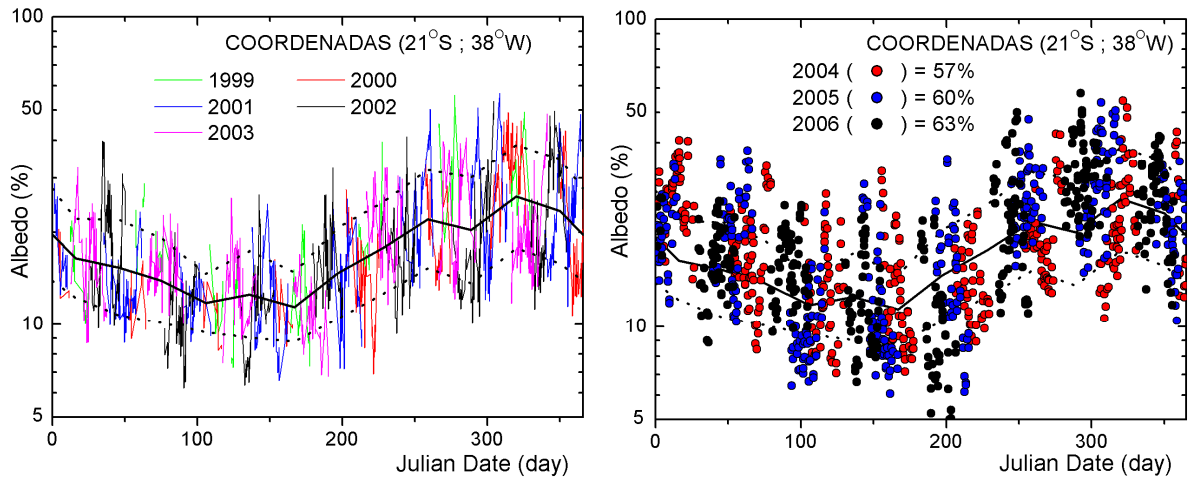 100
50
10
5
Albedo (%)
COORDENADAS (21°S ; 38°W)
1999
2000
2001
2002
2003
0
100
200
300
Julian Date (day)
100
50
10
5
Albedo (%)
COORDENADAS (21°S ; 38°W)
2004 ( ) = 57%
2005 ( ) = 60%
2006 ( ) = 63%
0
100
200
300
Julian Date (day)